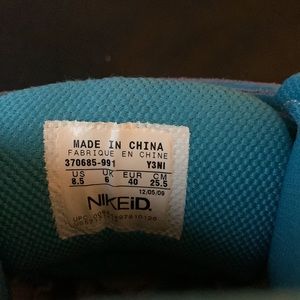 MADE IN CHINA
FABRIQUE EN CHINE
370685-991 Y3NI
US UK EUR CM
8.5 6 40 25.5
12/05/09
NIKEiD.
UPC